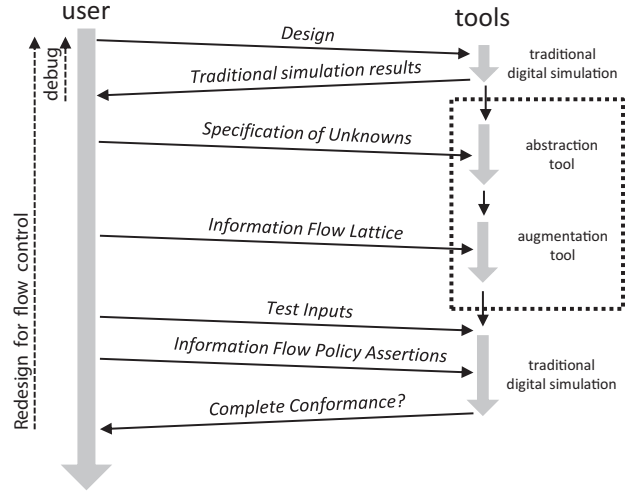 user
tools
Design
traditional
digital simulation
debug
Traditional simulation results
Specification of Unknowns
abstraction
tool
Information Flow Lattice
augmentation
tool
Redesign for flow control
Test Inputs
Information Flow Policy Assertions
traditional
digital simulation
Complete Conformance?